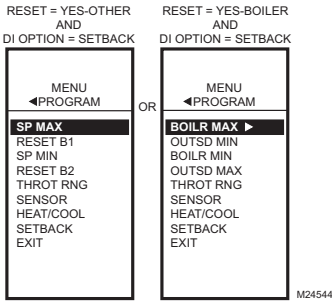 RESET = YES-OTHER
AND
DI OPTION = SETBACK
MENU
◄PROGRAM
SP MAX
RESET B1
SP MIN
RESET B2
THROT RNG
SENSOR
HEAT/COOL
SETBACK
EXIT
OR
RESET = YES-BOILER
AND
DI OPTION = SETBACK
MENU
◄PROGRAM
BOILR MAX ►
OUTSD MIN
BOILR MIN
OUTSD MAX
THROT RNG
SENSOR
HEAT/COOL
SETBACK
EXIT
M24544